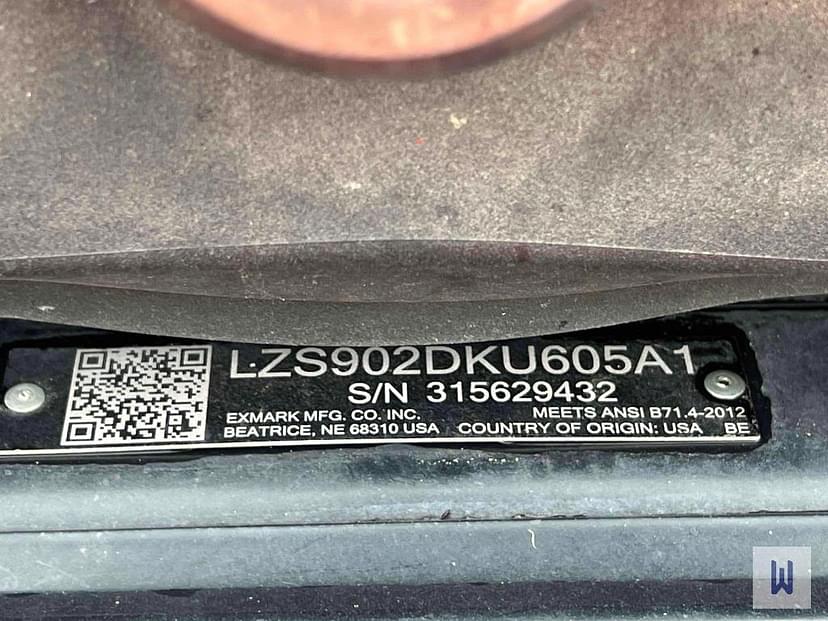 LZS902DKU605A1
S/N 315629432
EXMARK MFG. CO. INC. MEETS ANSI B71.4-2012
BEATRICE, NE 68310 USA COUNTRY OF ORIGIN: USA BE
W